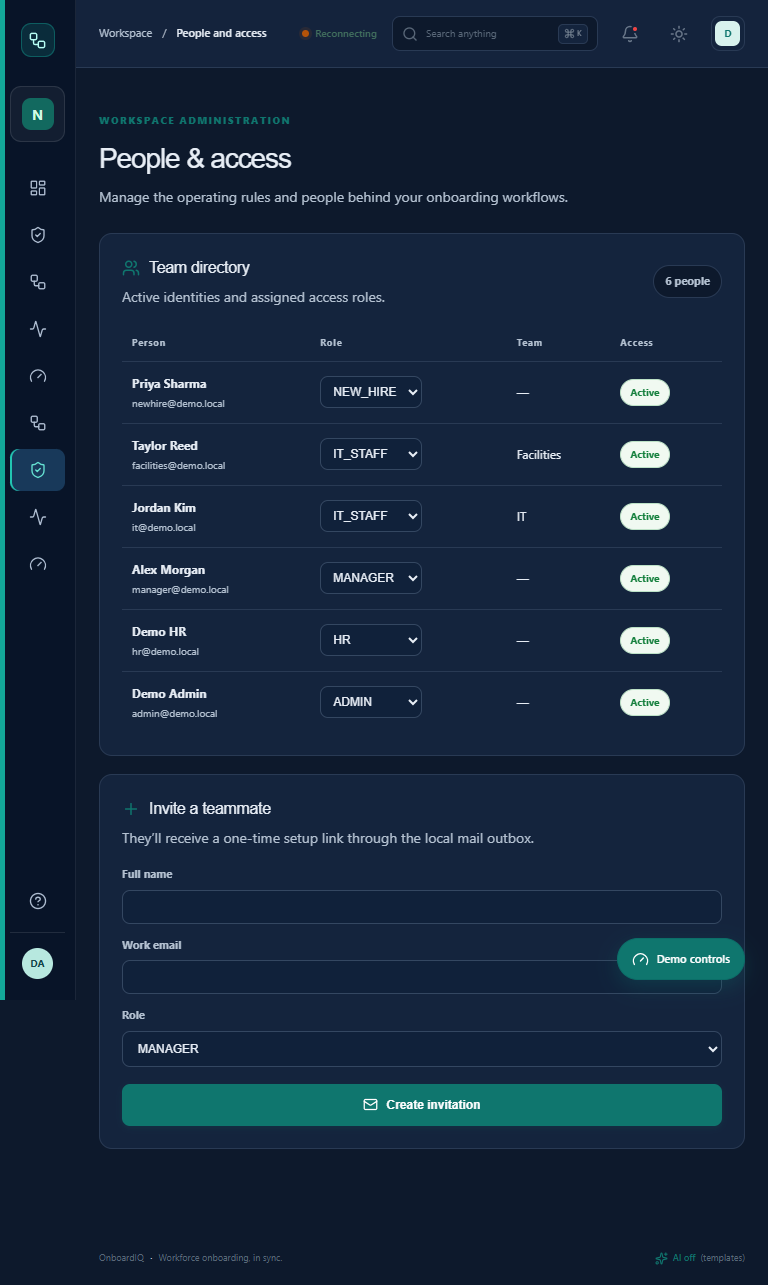 Workspace / People and access
Reconnecting
Search anything
⌘ K
D
N
WORKSPACE ADMINISTRATION
People & access
Manage the operating rules and people behind your onboarding workflows.
Team directory
Active identities and assigned access roles.
6 people
Person Role Team Access
Priya Sharma
newhire@demo.local
NEW_HIRE — Active
Taylor Reed
facilities@demo.local
IT_STAFF Facilities Active
Jordan Kim
it@demo.local
IT_STAFF IT Active
Alex Morgan
manager@demo.local
MANAGER — Active
Demo HR
hr@demo.local
HR — Active
Demo Admin
admin@demo.local
ADMIN — Active
Invite a teammate
They’ll receive a one-time setup link through the local mail outbox.
Full name
Work email
Demo controls
DA
Role
MANAGER
Create invitation
OnboardIQ · Workforce onboarding, in sync.
AI off (templates)